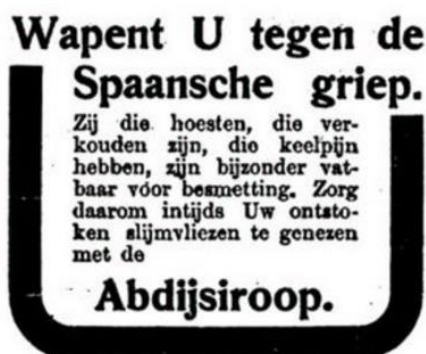 Wapent U tegen de
Spaansche griep.
Zij die hoesten, die ver-
kouden zijn, die keelpijn
hebben, zijn bijzonder vat-
baar vóór besmetting. Zorg
daarom intijds Uw ontsto-
ken slijmvliezen te genezen
met de
Abdijsiroop.